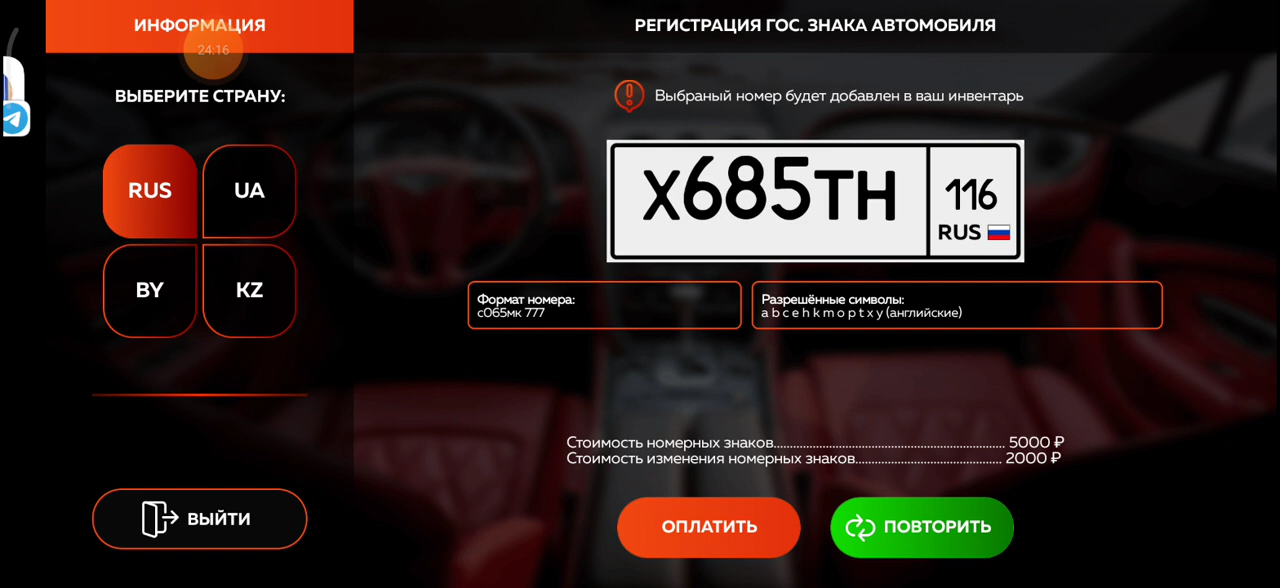 ИНФОРМАЦИЯ
24:16
ВЫБЕРИТЕ СТРАНУ:
RUS
UA
BY
KZ
ВЫЙТИ
РЕГИСТРАЦИЯ ГОС. ЗНАКА АВТОМОБИЛЯ
Выбраный номер будет добавлен в ваш инвентарь
X685TH
116
RUS
Формат номера:
c065мк 777
Разрешённые символы:
a b c e h k m o p t x y (английские)
Стоимость номерных знаков............................................................. 5000 ₽
Стоимость изменения номерных знаков....................................... 2000 ₽
ОПЛАТИТЬ
ПОВТОРИТЬ